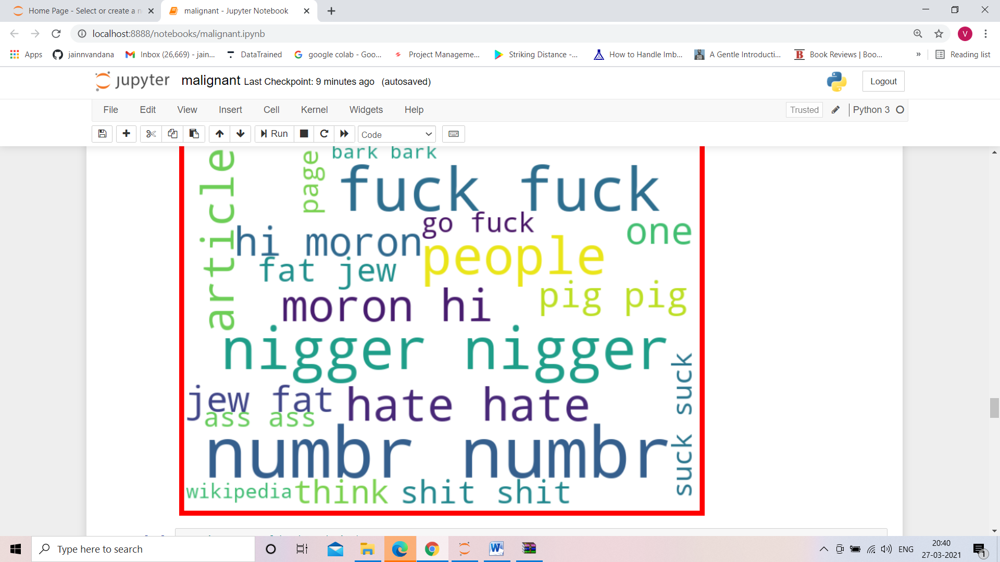 Home Page - Select or create a n
malignant - Jupyter Notebook
localhost:8888/notebooks/malignant.ipynb
V
Apps
jainnvandana
Inbox (26,669) - jain...
DataTrained
google colab - Goo...
Project Manageme...
Striking Distance -...
How to Handle Imb...
A Gentle Introducti...
B
Book Reviews | Boo...
»
Reading list
jupyter
malignant Last Checkpoint: 9 minutes ago (autosaved)
Logout
File Edit View Insert Cell Kernel Widgets Help
Trusted
Python 3
Run
Code
bark bark
article
page
fuck fuck
go fuck
one
hi moron
people
fat jew
pig pig
moron hi
nigger nigger
suck suck
jew fat
hate hate
ass ass
numbr numbr
wikipedia
think
shit shit
Type here to search
ENG
20:40
27-03-2021
1